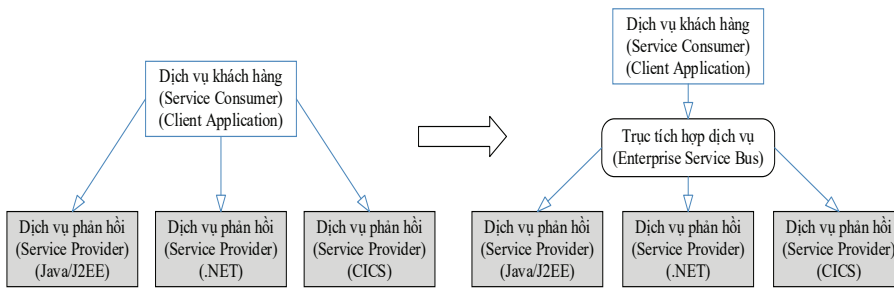 Dịch vụ khách hàng
(Service Consumer)
(Client Application)
Dịch vụ phản hồi
(Service Provider)
(Java/J2EE)
Dịch vụ phản hồi
(Service Provider)
(.NET)
Dịch vụ phản hồi
(Service Provider)
(CICS)
Dịch vụ khách hàng
(Service Consumer)
(Client Application)
Trục tích hợp dịch vụ
(Enterprise Service Bus)
Dịch vụ phản hồi
(Service Provider)
(Java/J2EE)
Dịch vụ phản hồi
(Service Provider)
(.NET)
Dịch vụ phản hồi
(Service Provider)
(CICS)